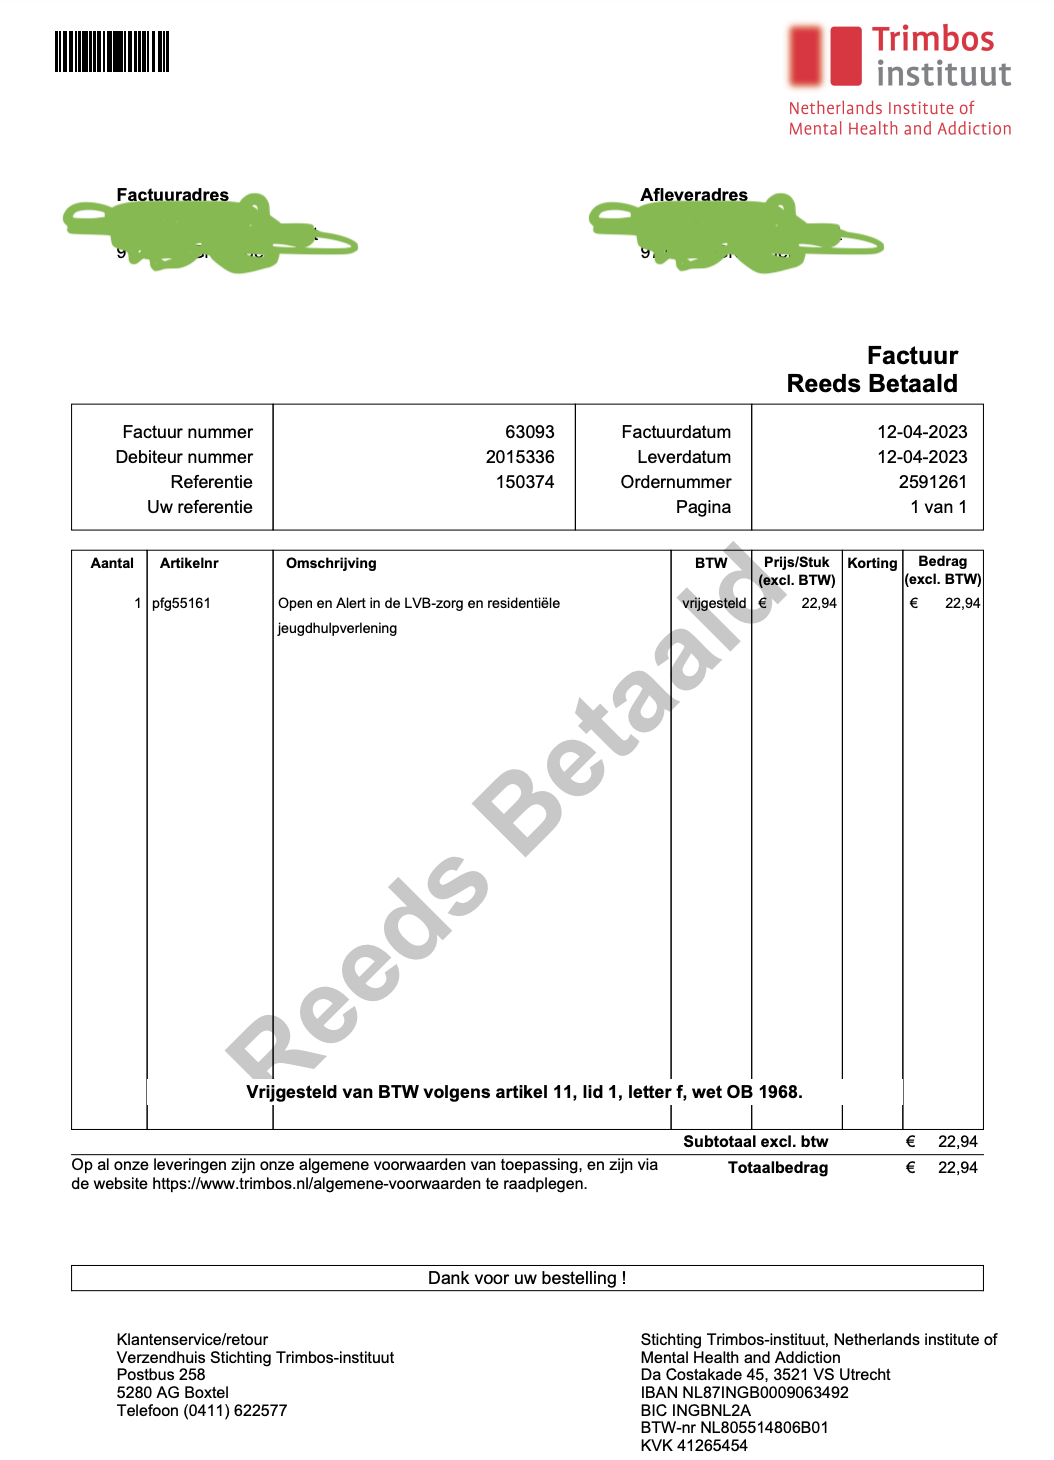 Trimbos
instituut
Netherlands Institute of
Mental Health and Addiction
Factuuradres
Afleveradres
Factuur
Reeds Betaald
Factuur nummer 63093 Factuurdatum 12-04-2023
Debiteur nummer 2015336 Leverdatum 12-04-2023
Referentie 150374 Ordernummer 2591261
Uw referentie Pagina 1 van 1
Aantal Artikelnr Omschrijving BTW Prijs/Stuk (excl. BTW) Korting Bedrag (excl. BTW)
1 pfg55161 Open en Alert in de LVB-zorg en residentiële vrijgesteld € 22,94 € 22,94
jeugdhulpverlening
Reeds Betaald
Vrijgesteld van BTW volgens artikel 11, lid 1, letter f, wet OB 1968.
Subtotaal excl. btw € 22,94
Op al onze leveringen zijn onze algemene voorwaarden van toepassing, en zijn via
de website https://www.trimbos.nl/algemene-voorwaarden te raadplegen.
Totaalbedrag € 22,94
Dank voor uw bestelling !
Klantenservice/retour
Verzendhuis Stichting Trimbos-instituut
Postbus 258
5280 AG Boxtel
Telefoon (0411) 622577
Stichting Trimbos-instituut, Netherlands institute of
Mental Health and Addiction
Da Costakade 45, 3521 VS Utrecht
IBAN NL87INGB0009063492
BIC INGBNL2A
BTW-nr NL805514806B01
KVK 41265454